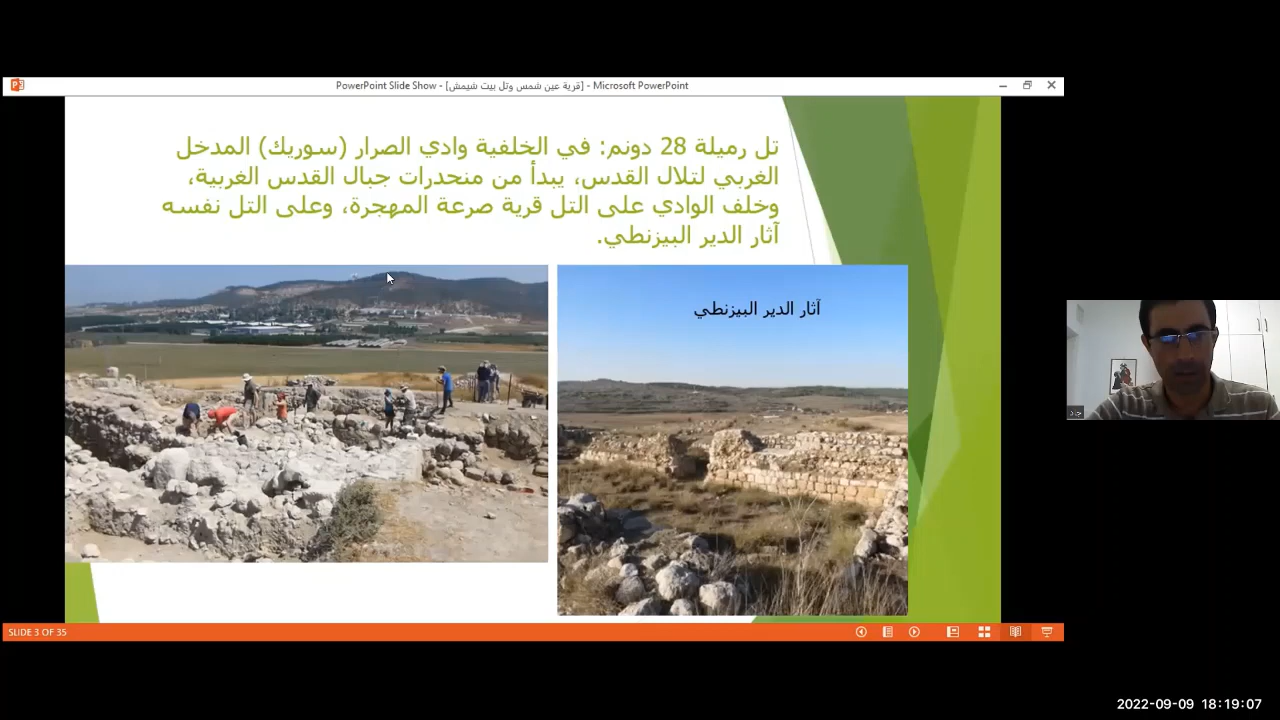 PowerPoint Slide Show - [قرية عين شمس وتل بيت شيمش] - Microsoft PowerPoint
تل رميلة 28 دونم: في الخلفية وادي الصرار (سوريك) المدخل
الغربي لتلال القدس، يبدأ من منحدرات جبال القدس الغربية،
وخلف الوادي على التل قرية صرعة المهجرة، وعلى التل نفسه
آثار الدير البيزنطي.
آثار الدير البيزنطي
SLIDE 3 OF 35
2022-09-09 18:19:07